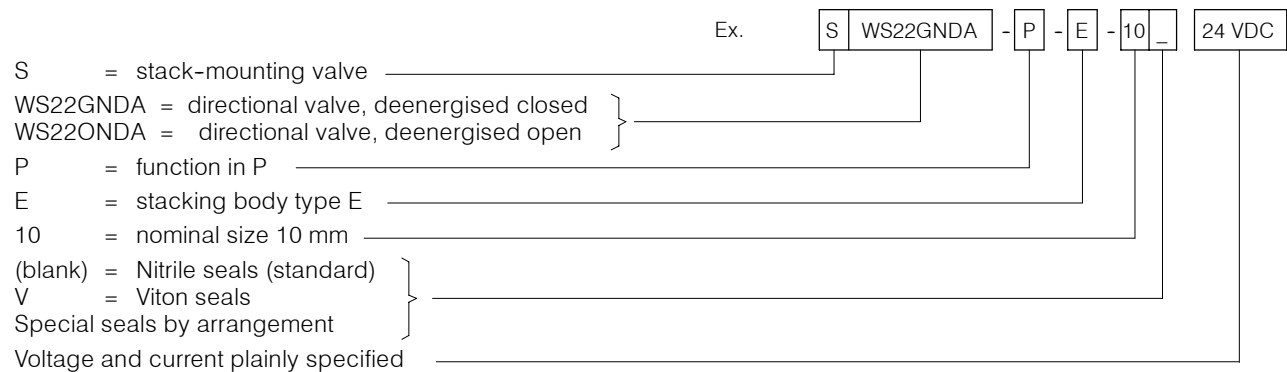 Ex. S WS22GNDA - P - E - 10 _ 24 VDC
S = stack-mounting valve
WS22GNDA = directional valve, deenergised closed
WS22ONDA = directional valve, deenergised open
P = function in P
E = stacking body type E
10 = nominal size 10 mm
(blank) = Nitrile seals (standard)
V = Viton seals
Special seals by arrangement
Voltage and current plainly specified